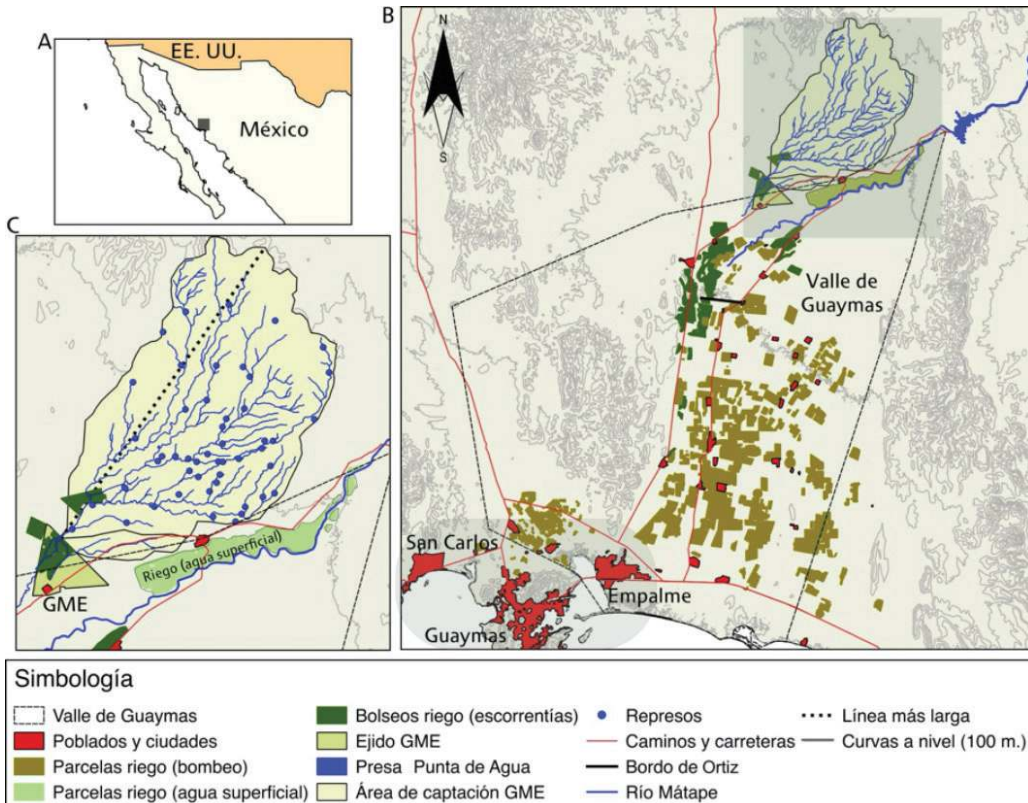 A
EE. UU.
México
B
N
S
Valle de
Guaymas
San Carlos
Empalme
Guaymas
C
Riego (agua superficial)
GME
Simbología
Valle de Guaymas
Poblados y ciudades
Parcelas riego (bombeo)
Parcelas riego (agua superficial)
Bolseos riego (escorrentías)
Ejido GME
Presa Punta de Agua
Área de captación GME
Represos
Caminos y carreteras
Bordo de Ortiz
Río Mátape
Línea más larga
Curvas a nivel (100 m.)